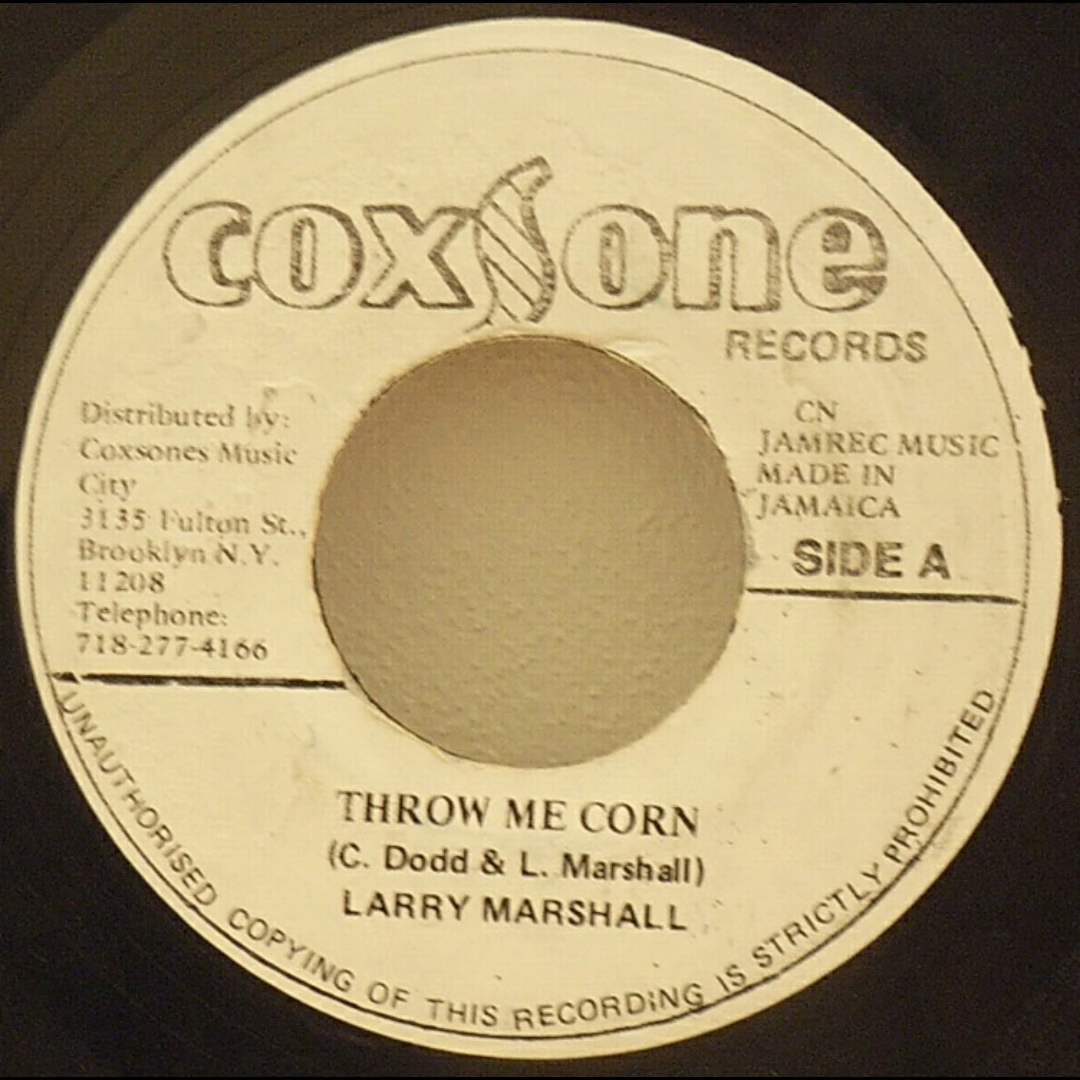 coxsone
RECORDS
Distributed by:
Coxsones Music
City
3135 Fulton St.,
Brooklyn N.Y.
11208
Telephone:
718-277-4166
CN
JAMREC MUSIC
MADE IN
JAMAICA
SIDE A
THROW ME CORN
(C. Dodd & L. Marshall)
LARRY MARSHALL
UNAUTHORISED COPYING OF THIS RECORDING IS STRICTLY PROHIBITED